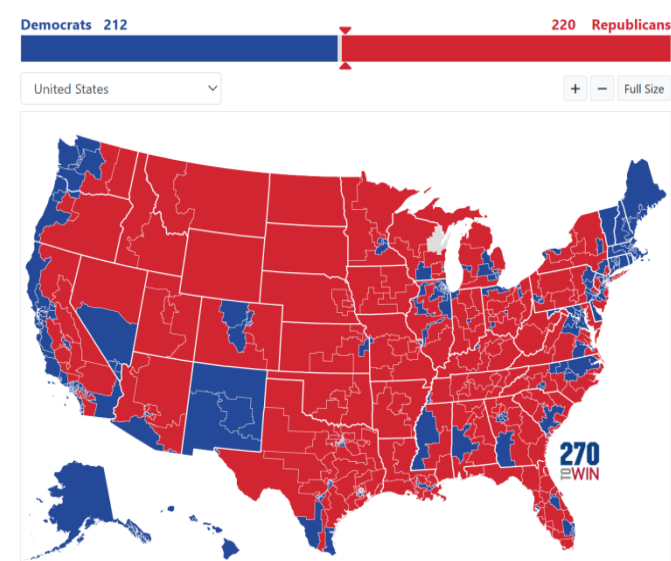 Democrats 212
220 Republicans
United States
+ − Full Size
270
TO WIN